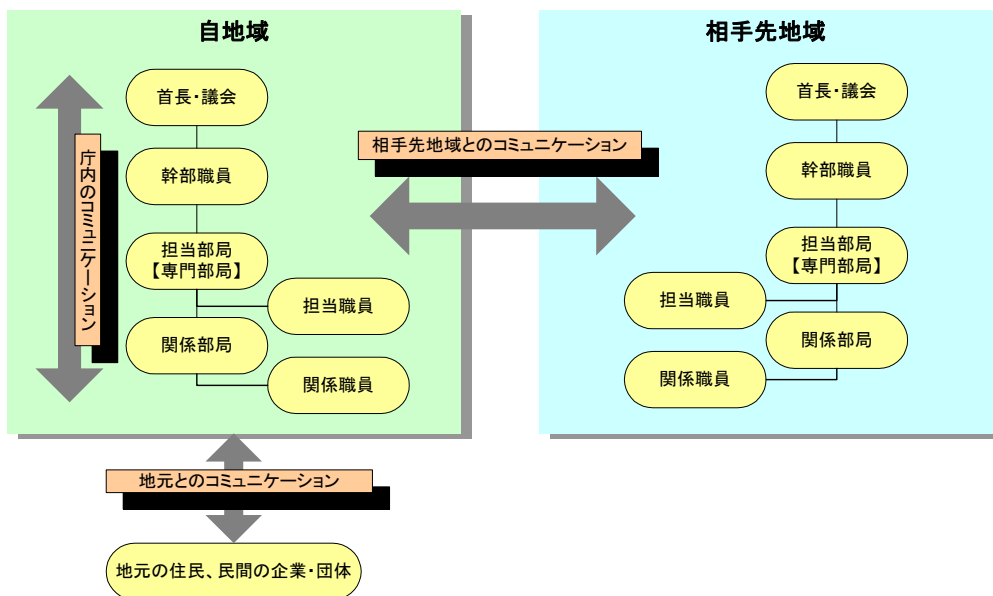 自地域
首長・議会
幹部職員
担当部局
【専門部局】
担当職員
関係部局
関係職員
庁内のコミュニケーション
相手先地域とのコミュニケーション
相手先地域
首長・議会
幹部職員
担当部局
【専門部局】
担当職員
関係部局
関係職員
地元とのコミュニケーション
地元の住民、民間の企業・団体